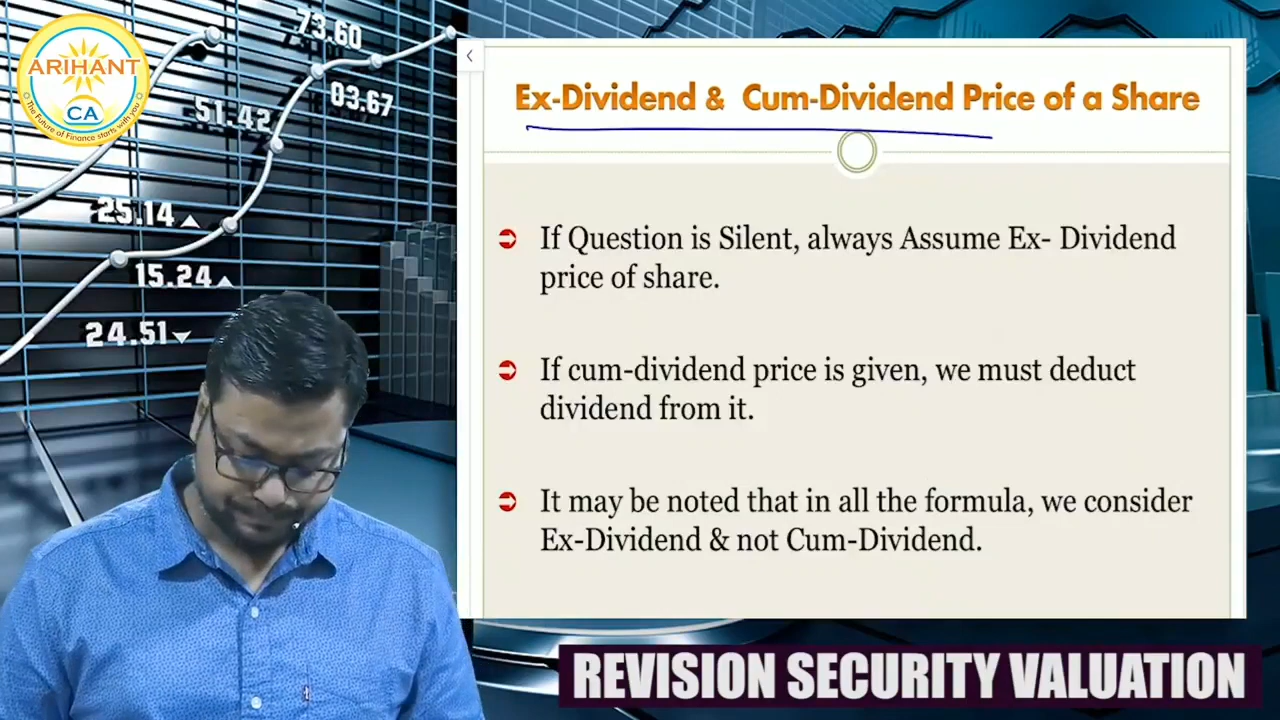 ARIHANT
CA
The Future of Finance starts with you
73.60
03.67
51.42
25.14
15.24
24.51
Ex-Dividend & Cum-Dividend Price of a Share
If Question is Silent, always Assume Ex- Dividend
price of share.
If cum-dividend price is given, we must deduct
dividend from it.
It may be noted that in all the formula, we consider
Ex-Dividend & not Cum-Dividend.
REVISION SECURITY VALUATION